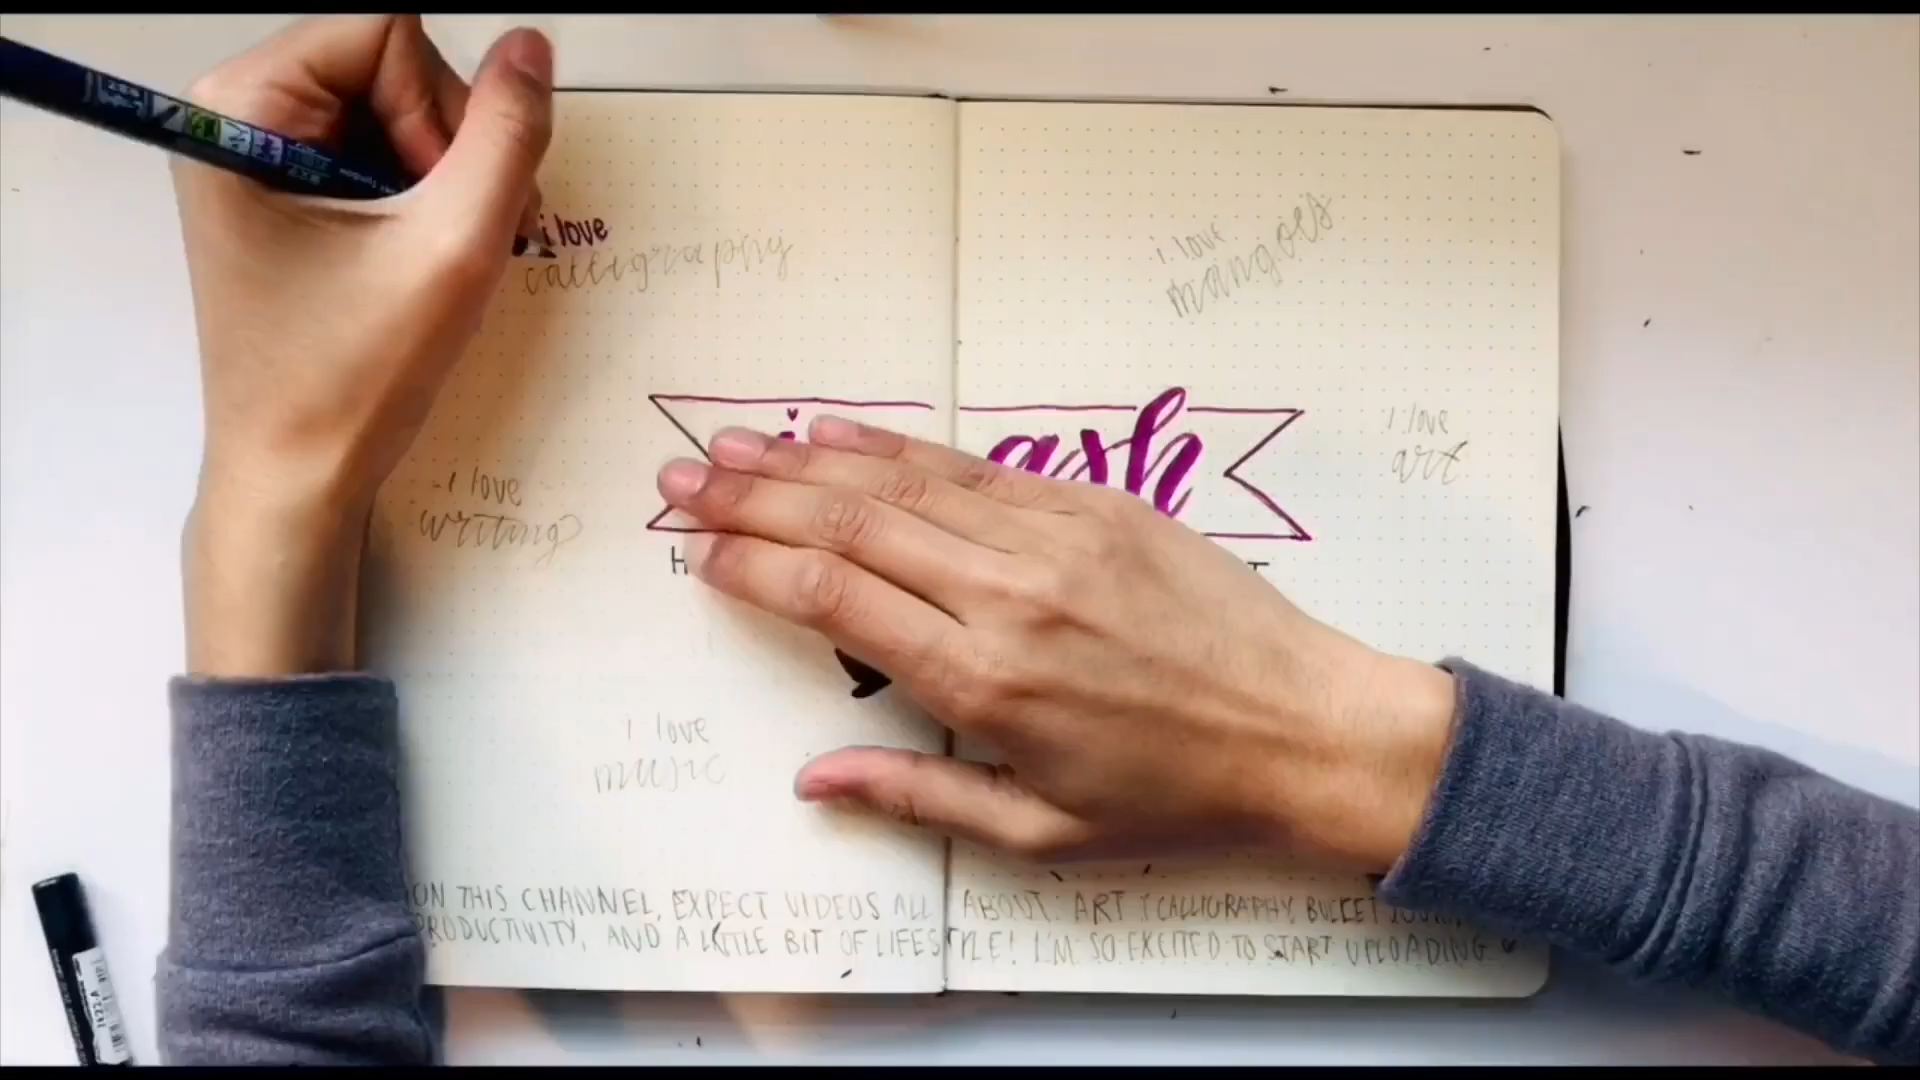 i love
calligraphy
i love
mangoes
ash
i love
art
i love
writing
i love
music
ON THIS CHANNEL, EXPECT VIDEOS ALL ABOUT: ART & CALLIGRAPHY, BULLET
PRODUCTIVITY, AND A LITTLE BIT OF LIFESTYLE! I'M SO EXCITED TO START UPLOADING